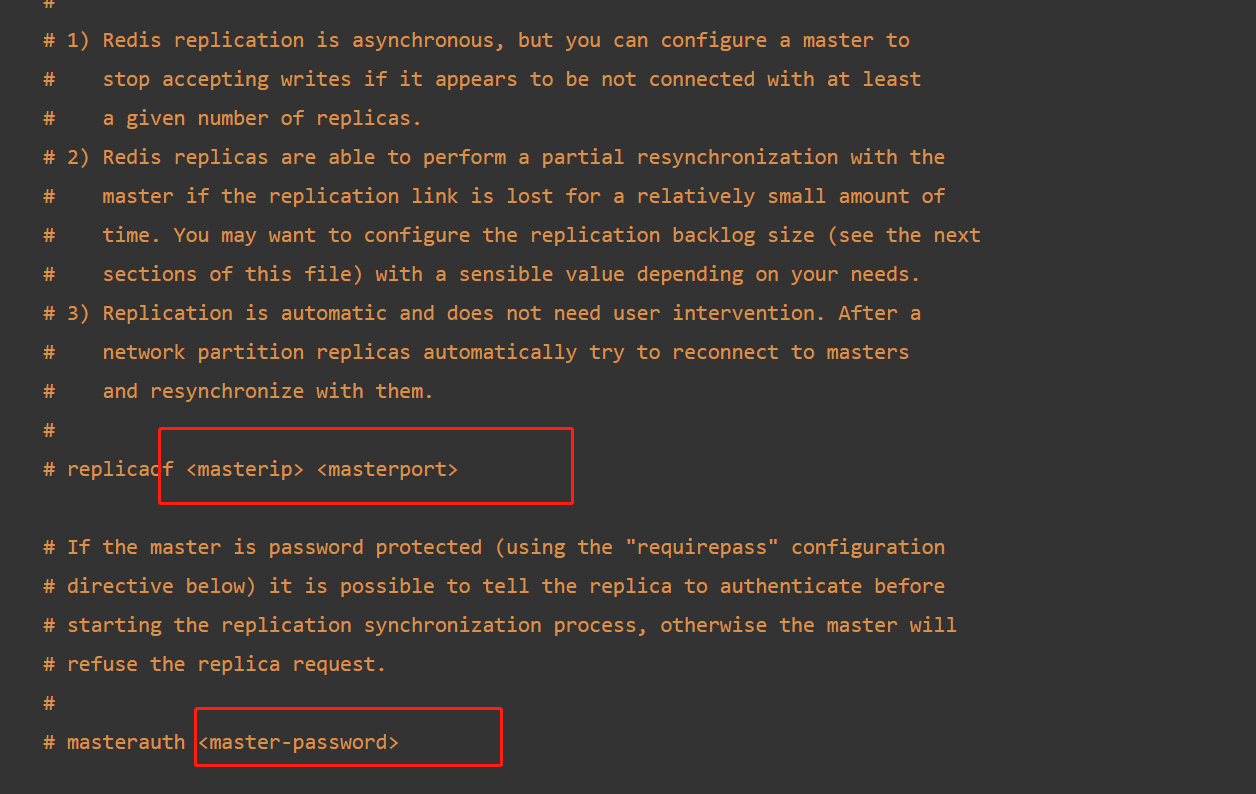 #
# 1) Redis replication is asynchronous, but you can configure a master to
#    stop accepting writes if it appears to be not connected with at least
#    a given number of replicas.
# 2) Redis replicas are able to perform a partial resynchronization with the
#    master if the replication link is lost for a relatively small amount of
#    time. You may want to configure the replication backlog size (see the next
#    sections of this file) with a sensible value depending on your needs.
# 3) Replication is automatic and does not need user intervention. After a
#    network partition replicas automatically try to reconnect to masters
#    and resynchronize with them.
#
# replicaof <masterip> <masterport>

# If the master is password protected (using the "requirepass" configuration
# directive below) it is possible to tell the replica to authenticate before
# starting the replication synchronization process, otherwise the master will
# refuse the replica request.
#
# masterauth <master-password>